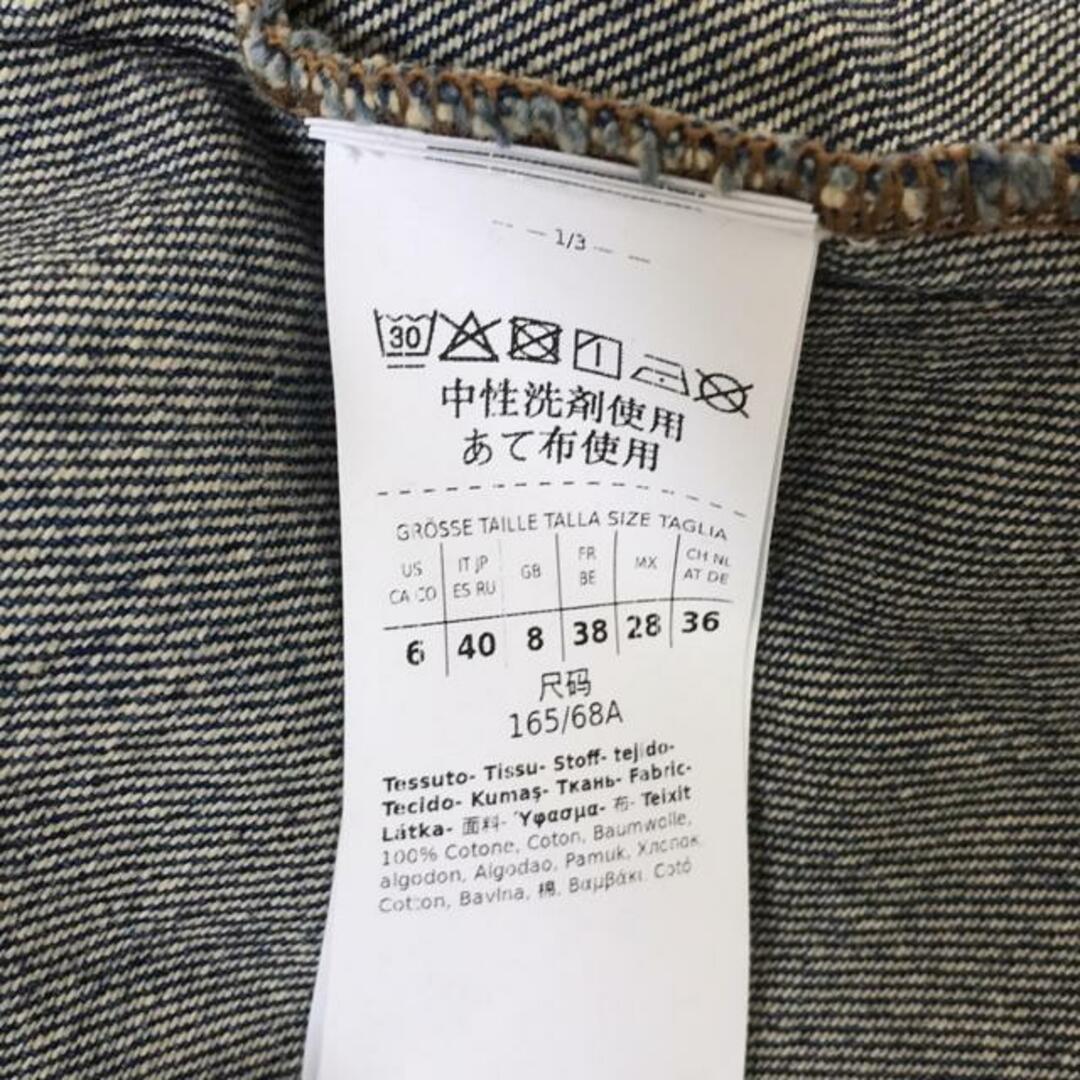 1/3
30
中性洗剤使用
あて布使用
GRÖSSE TAILLE TALLA SIZE TAGLIA
US CA CO IT JP ES RU GB FR BE MX CH NL AT DE
6 40 8 38 28 36
尺码
165/68A
Tessuto- Tissu- Stoff- tejido-
Tecido- Kumaş- Ткань- Fabric-
Látka- 面料- Ύφασμα- 布- Teixit
100% Cotone, Coton, Baumwolle,
algodon, Algodao, Pamuk, Хлопок
Cotton, Bavlna, 棉, Βαμβάκι, Cotó